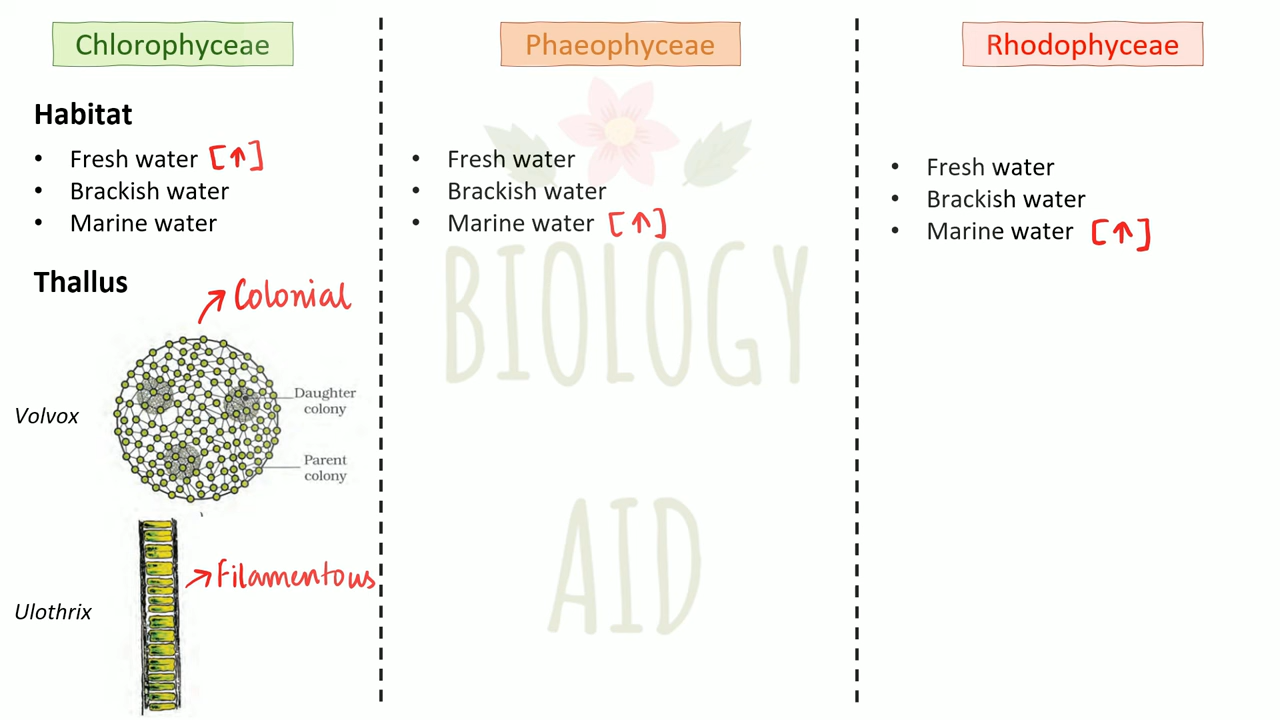 Chlorophyceae
Habitat
• Fresh water [↑]
• Brackish water
• Marine water
Thallus
Colonial
Volvox
Daughter
colony
Parent
colony
Filamentous
Ulothrix
Phaeophyceae
• Fresh water
• Brackish water
• Marine water [↑]
Rhodophyceae
• Fresh water
• Brackish water
• Marine water [↑]
BIOLOGY
AID